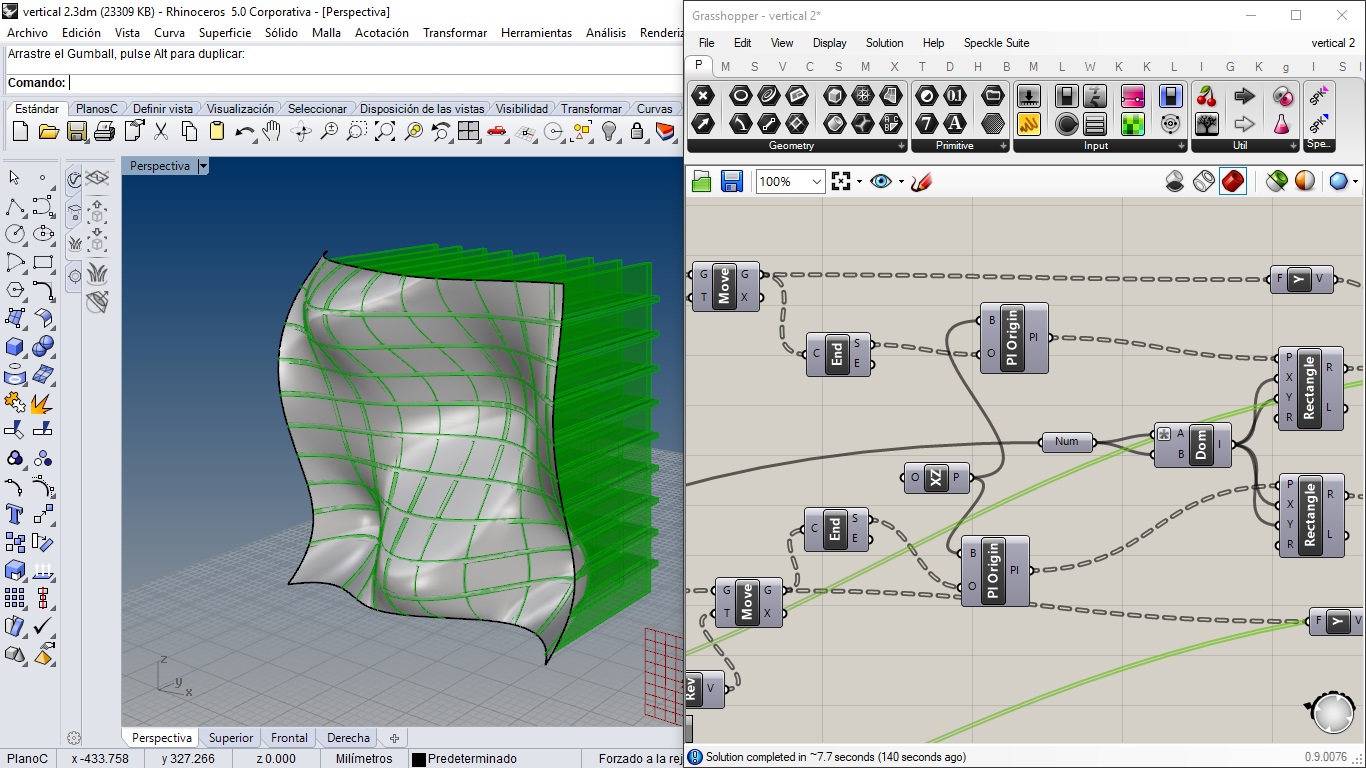 vertical 2.3dm (23309 KB) - Rhinoceros 5.0 Corporativa - [Perspectiva]
Archivo Edición Vista Curva Superficie Sólido Malla Acotación Transformar Herramientas Análisis Renderiz
Arrastre el Gumball, pulse Alt para duplicar:
Comando:
Estándar PlanosC Definir vista Visualización Seleccionar Disposición de las vistas Visibilidad Transformar Curvas
Perspectiva
z
y
x
Perspectiva Superior Frontal Derecha
PlanoC x -433.758 y 327.266 z 0.000 Milímetros Predeterminado Forzado a la rej
Grasshopper - vertical 2*
File Edit View Display Solution Help Speckle Suite vertical 2
P M S V C S M X T D H B M L W K K L I G K g I S I
Geometry Primitive Input Util Spe...
100%
G Move G
T X
F Y V
B Pl Origin Pl
O
C End S
E
P Rectangle R
X
Y L
R
Num
A Dom I
B
O XZ P
C End S
E
P Rectangle R
X
Y L
R
B Pl Origin Pl
O
G Move G
T X
F Y V
Rev V
Solution completed in ~7.7 seconds (140 seconds ago) 0.9.0076